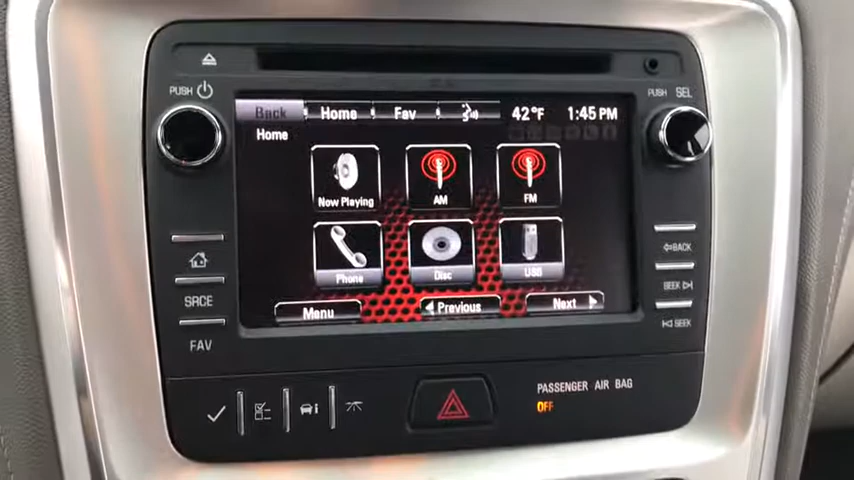 PUSH
PUSH SEL
Back Home Fav 42°F 1:45 PM
Home
Now Playing AM FM
Phone Disc USB
Menu Previous Next
SRCE
FAV
BACK
SEEK
SEEK
PASSENGER AIR BAG
OFF